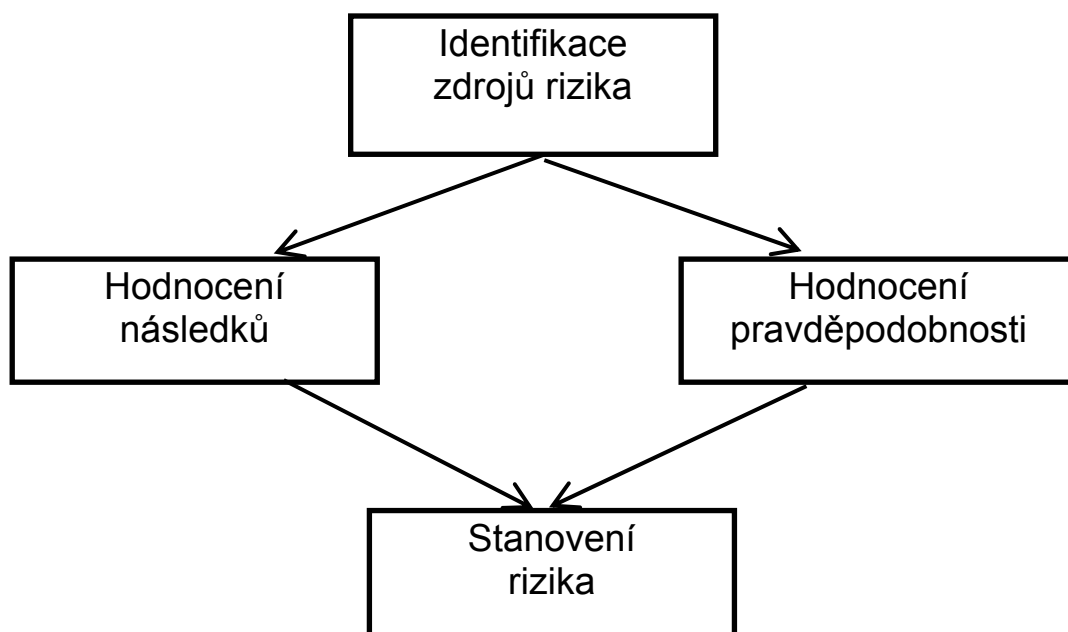 Identifikace
zdrojů rizika
Hodnocení
následků
Hodnocení
pravděpodobnosti
Stanovení
rizika